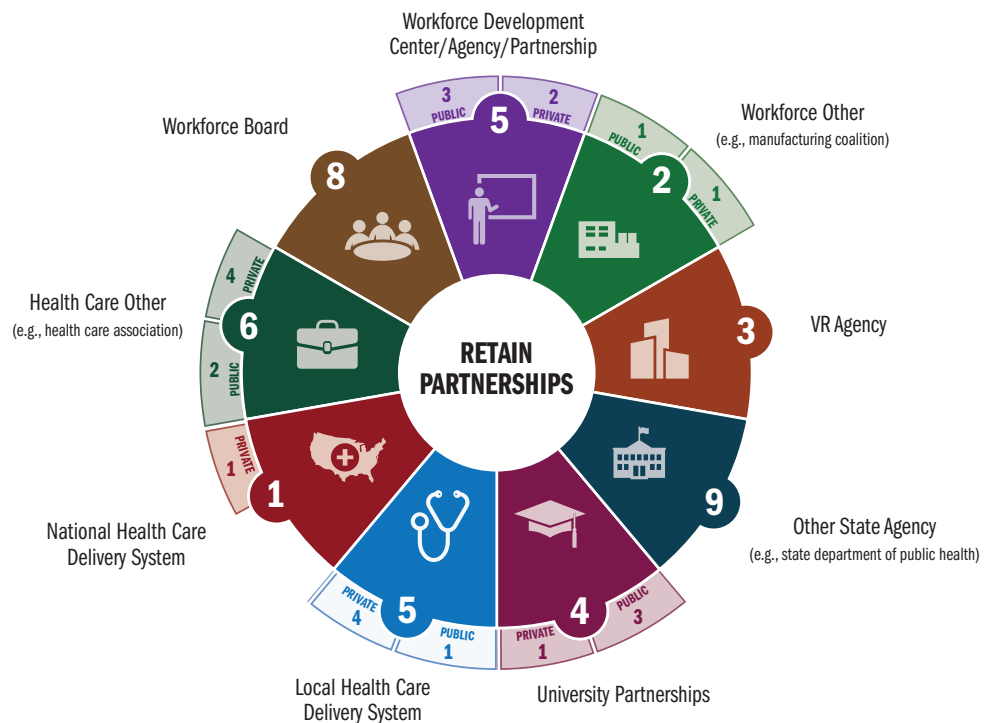 Workforce Development
Center/Agency/Partnership
3
PUBLIC
2
PRIVATE
5
Workforce Other
(e.g., manufacturing coalition)
1
PUBLIC
1
PRIVATE
2
VR Agency
3
Other State Agency
(e.g., state department of public health)
9
University Partnerships
PUBLIC
3
PRIVATE
1
4
Local Health Care
Delivery System
PUBLIC
1
PRIVATE
4
5
National Health Care
Delivery System
PRIVATE
1
1
Health Care Other
(e.g., health care association)
4
PRIVATE
2
PUBLIC
6
Workforce Board
8
RETAIN
PARTNERSHIPS